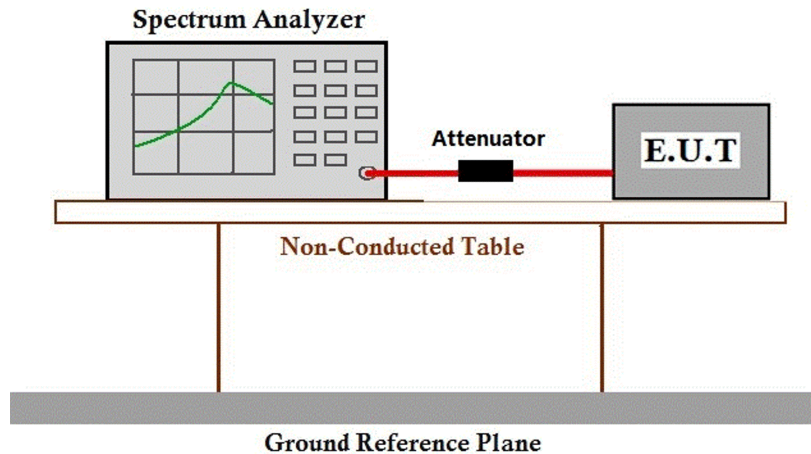 Spectrum Analyzer
Attenuator
E.U.T
Non-Conducted Table
Ground Reference Plane